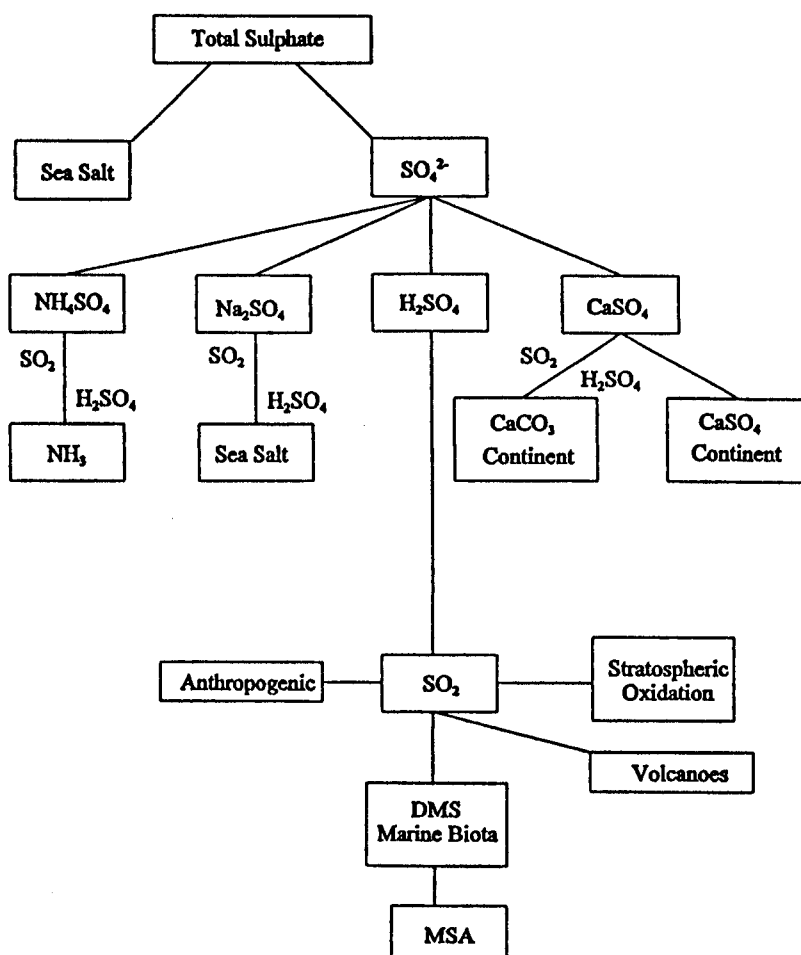 Total Sulphate
Sea Salt
SO₄²⁻
NH₄SO₄
Na₂SO₄
H₂SO₄
CaSO₄
SO₂
H₂SO₄
SO₂
H₂SO₄
SO₂
H₂SO₄
NH₃
Sea Salt
CaCO₃
Continent
CaSO₄
Continent
Anthropogenic
SO₂
Stratospheric
Oxidation
Volcanoes
DMS
Marine Biota
MSA